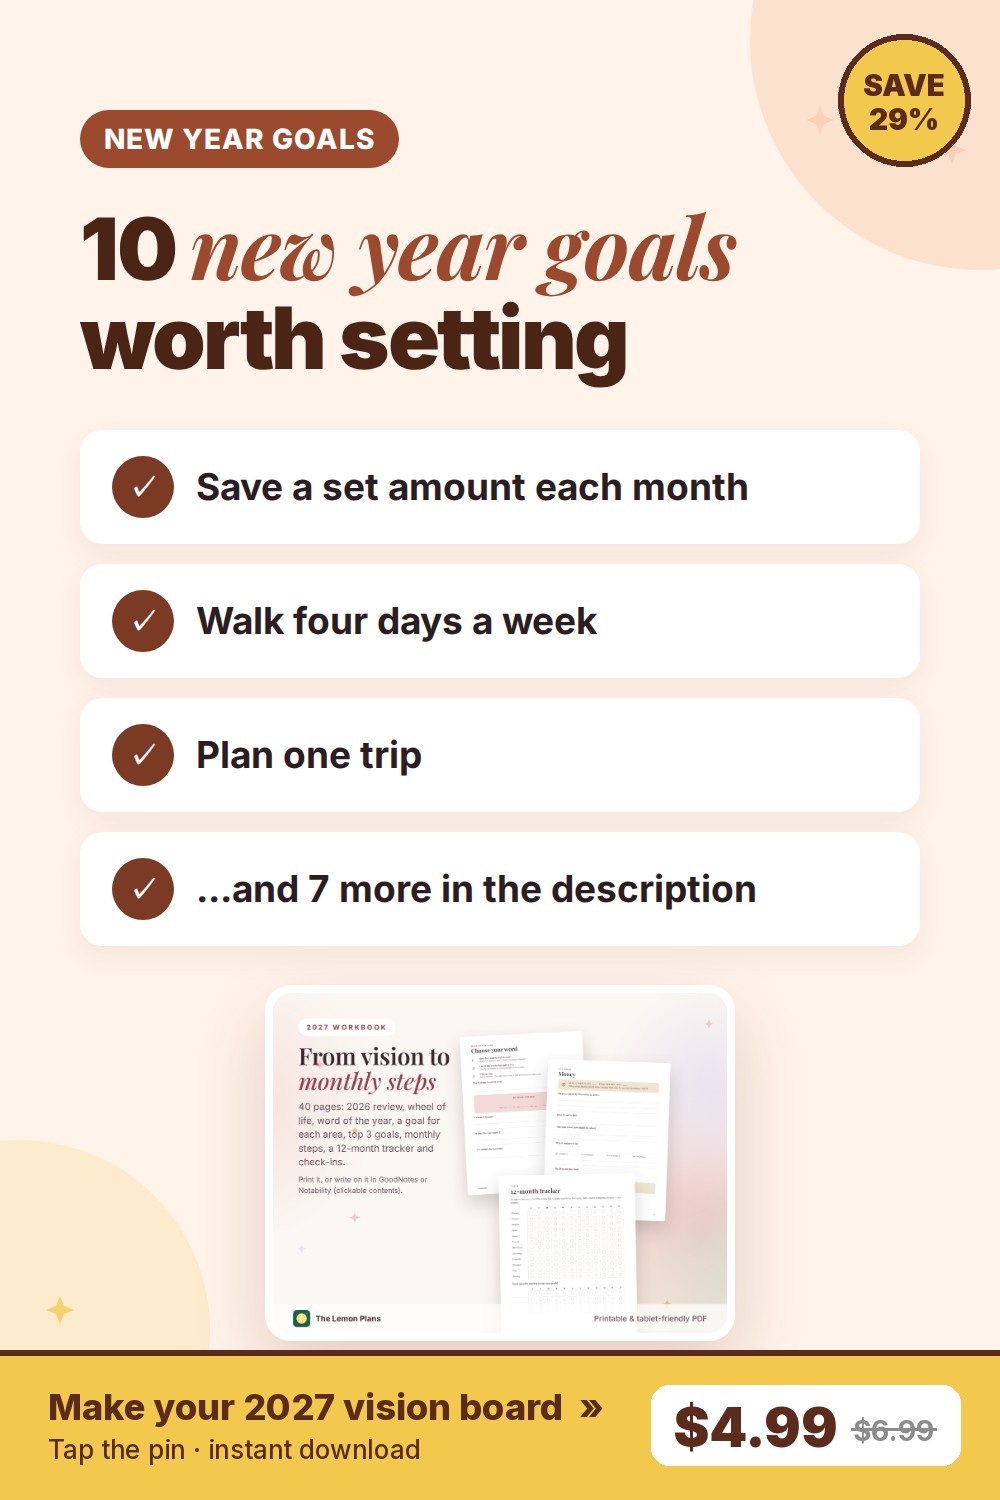 SAVE
29%
NEW YEAR GOALS
10 new year goals
worth setting
✓ Save a set amount each month
✓ Walk four days a week
✓ Plan one trip
✓ ...and 7 more in the description
2027 WORKBOOK
From vision to
monthly steps
40 pages: 2026 review, wheel of
life, word of the year, a goal for
each area, top 3 goals, monthly
steps, a 12-month tracker and
check-ins.
Print it, or write on it in GoodNotes or
Notability (clickable contents).
Choose your word
Money
12-month tracker
The Lemon Plans
Printable & tablet-friendly PDF
Make your 2027 vision board »
Tap the pin · instant download
$4.99 $6.99